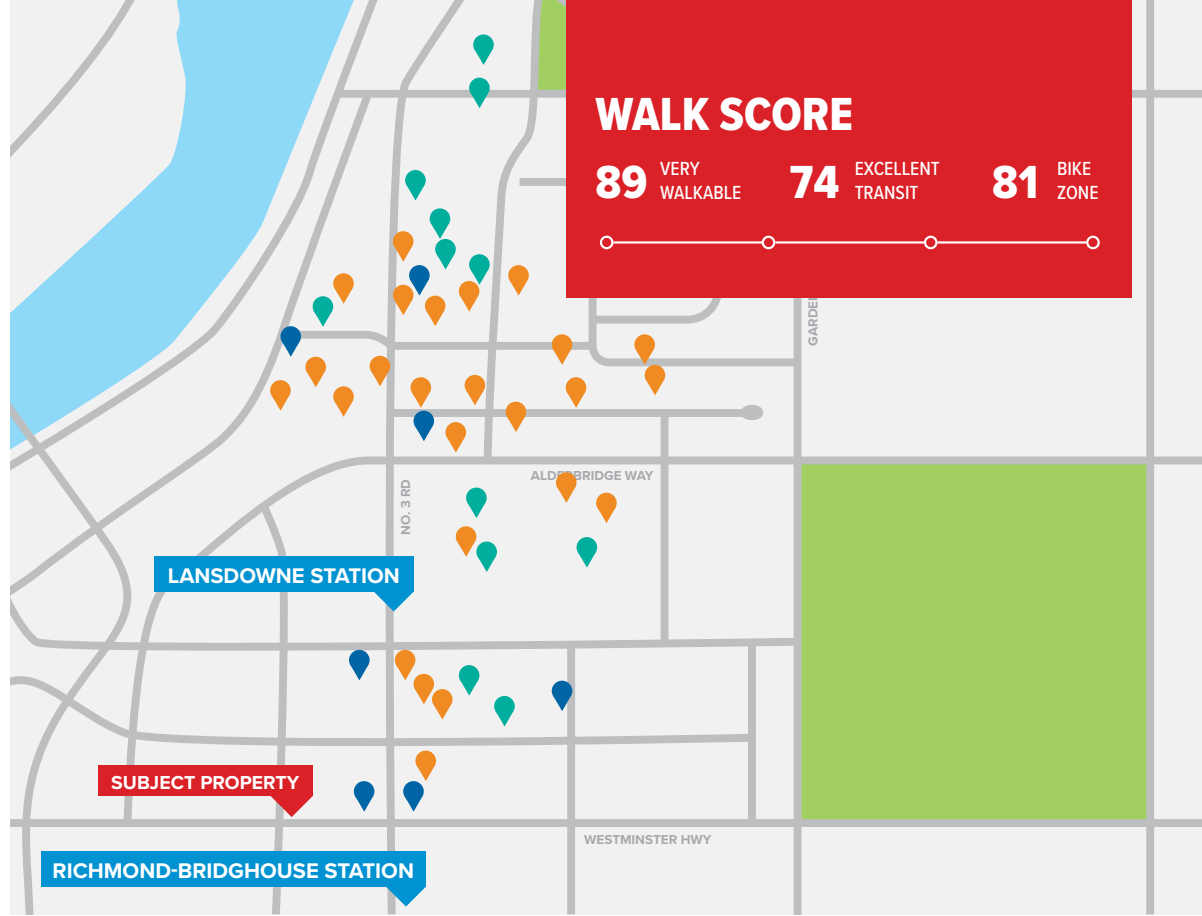 WALK SCORE
89 VERY WALKABLE
74 EXCELLENT TRANSIT
81 BIKE ZONE
ALDERBRIDGE WAY
NO. 3 RD
LANSDOWNE STATION
SUBJECT PROPERTY
WESTMINSTER HWY
RICHMOND-BRIDGHOUSE STATION